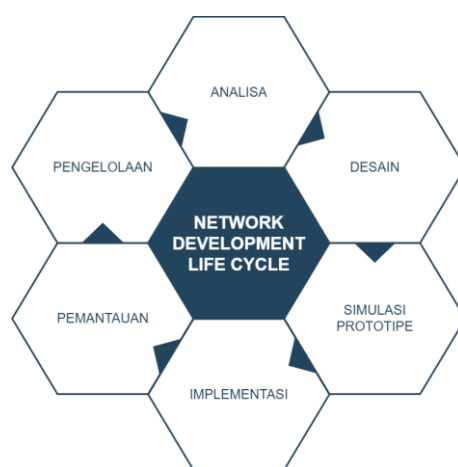 ANALISA
DESAIN
SIMULASI
PROTOTIPE
IMPLEMENTASI
PEMANTAUAN
PENGELOLAAN
NETWORK
DEVELOPMENT
LIFE CYCLE